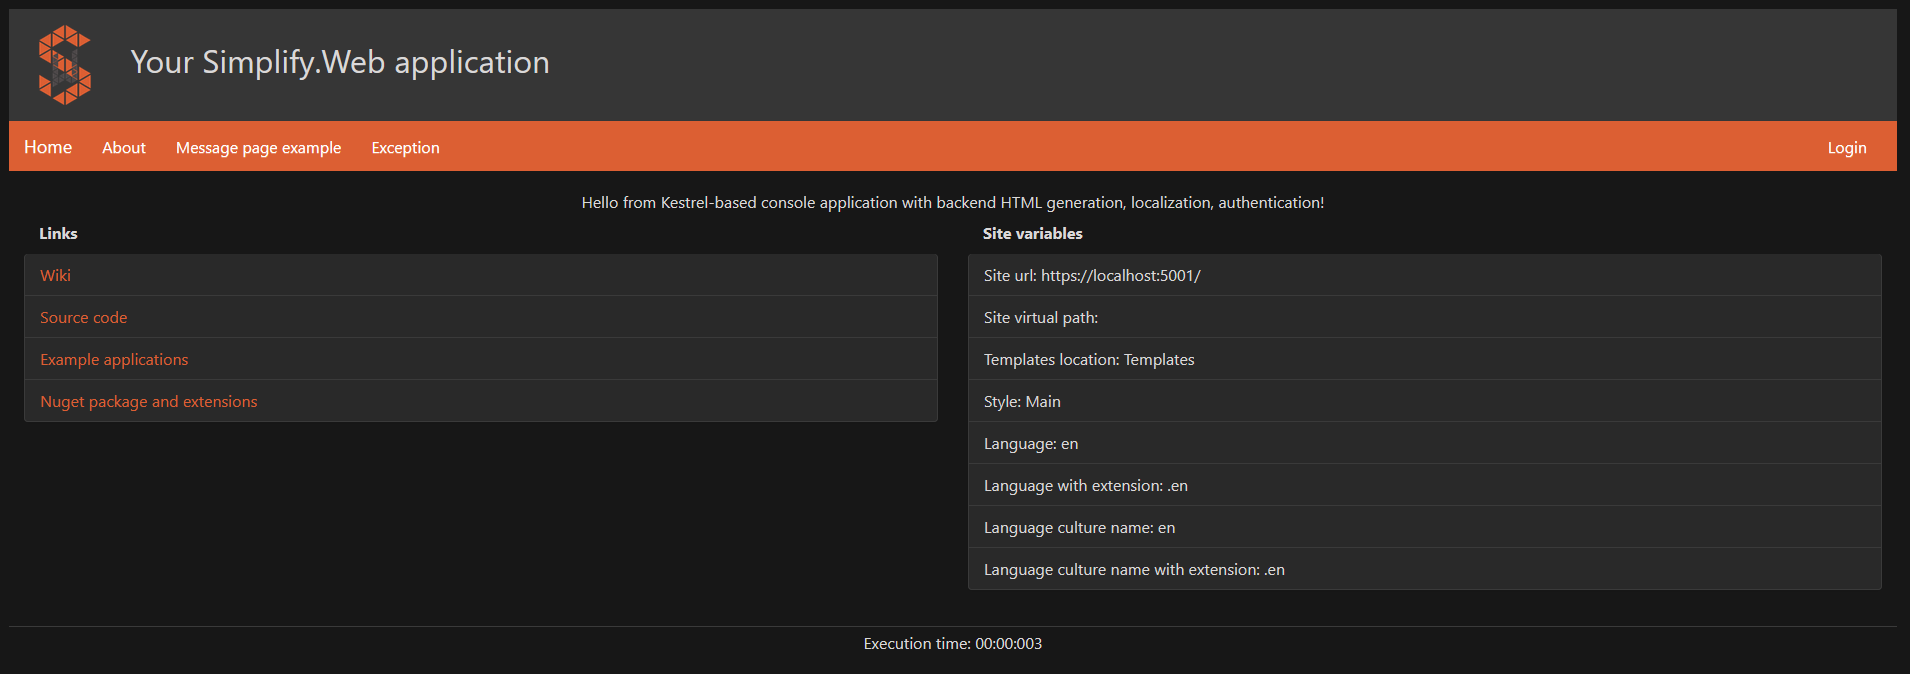 Your Simplify.Web application
Home About Message page example Exception Login
Hello from Kestrel-based console application with backend HTML generation, localization, authentication!
Links
Wiki
Source code
Example applications
Nuget package and extensions
Site variables
Site url: https://localhost:5001/
Site virtual path:
Templates location: Templates
Style: Main
Language: en
Language with extension: .en
Language culture name: en
Language culture name with extension: .en
Execution time: 00:00:003